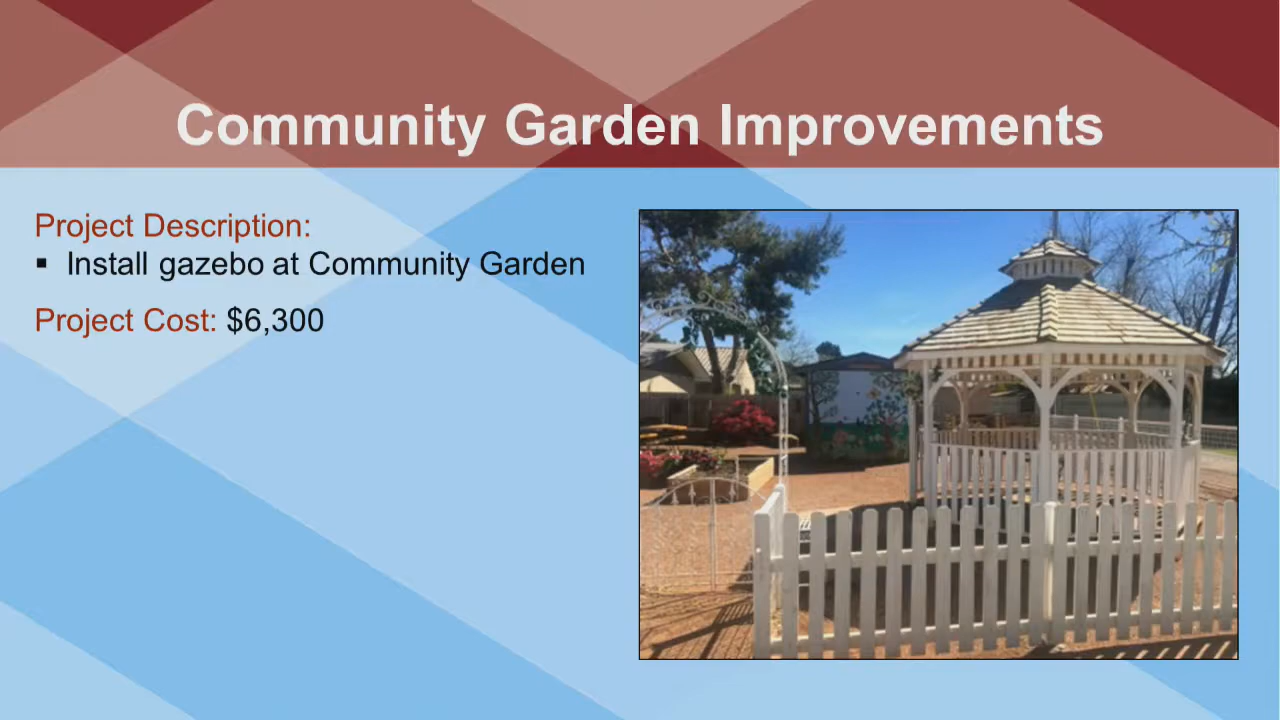 Community Garden Improvements
Project Description:
▪ Install gazebo at Community Garden
Project Cost: $6,300